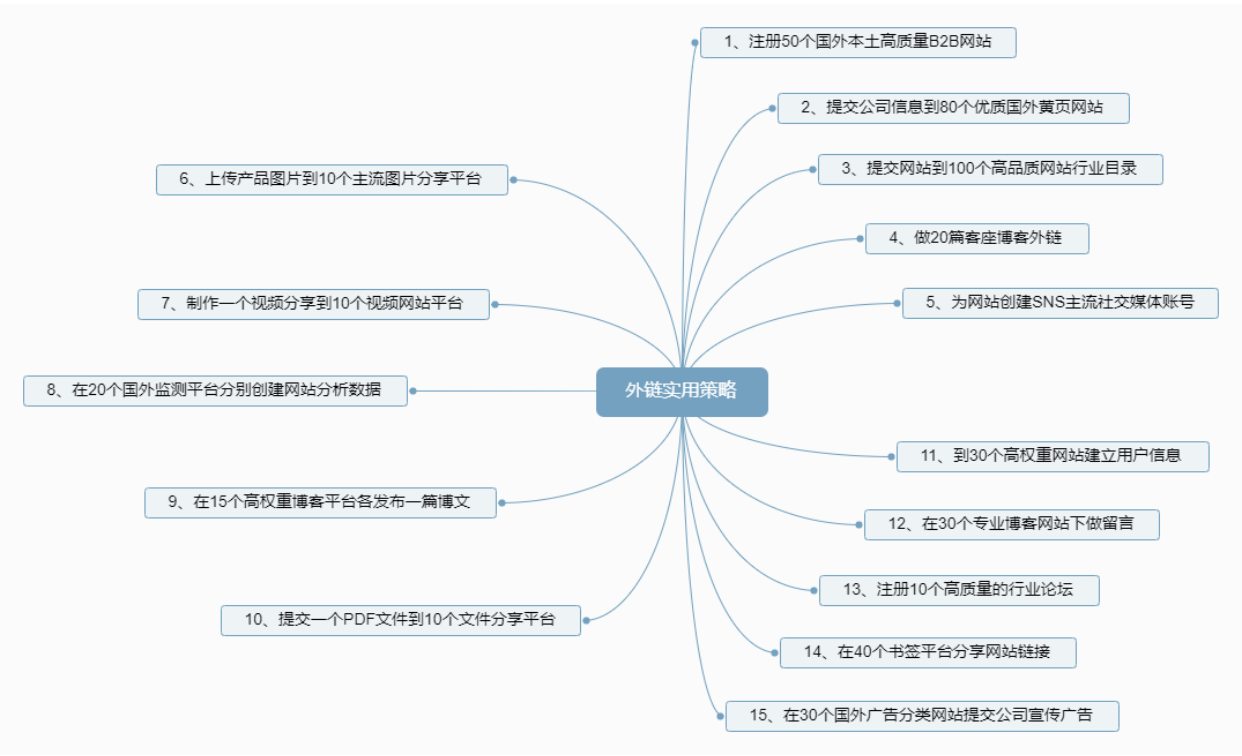 外链实用策略
1、注册50个国外本土高质量B2B网站
2、提交公司信息到80个优质国外黄页网站
3、提交网站到100个高品质网站行业目录
4、做20篇客座博客外链
5、为网站创建SNS主流社交媒体账号
6、上传产品图片到10个主流图片分享平台
7、制作一个视频分享到10个视频网站平台
8、在20个国外监测平台分别创建网站分析数据
9、在15个高权重博客平台各发布一篇博文
10、提交一个PDF文件到10个文件分享平台
11、到30个高权重网站建立用户信息
12、在30个专业博客网站下做留言
13、注册10个高质量的行业论坛
14、在40个书签平台分享网站链接
15、在30个国外广告分类网站提交公司宣传广告